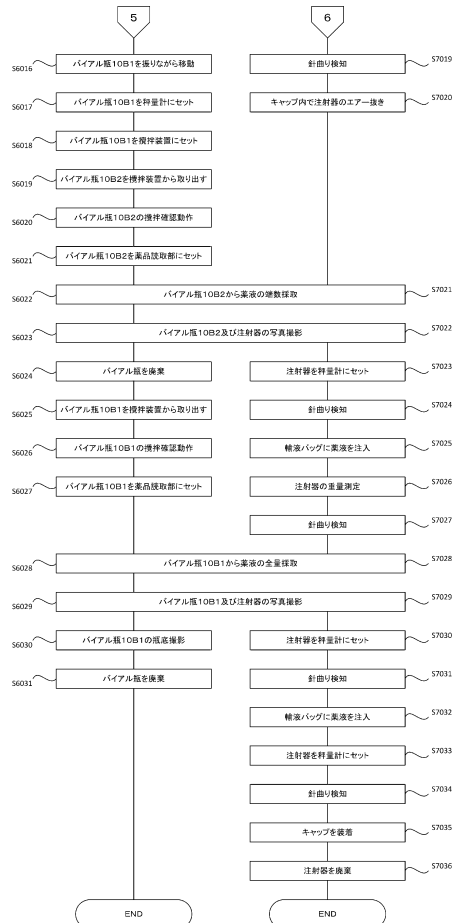 5
6
S6016 バイアル瓶10B1を振りながら移動
針曲り検知 S7019
S6017 バイアル瓶10B1を秤量計にセット
キャップ内で注射器のエアー抜き S7020
S6018 バイアル瓶10B1を攪拌装置にセット
S6019 バイアル瓶10B2を攪拌装置から取り出す
S6020 バイアル瓶10B2の攪拌確認動作
S6021 バイアル瓶10B2を薬品読取部にセット
S6022 バイアル瓶10B2から薬液の端数採取 S7021
S6023 バイアル瓶10B2及び注射器の写真撮影 S7022
S6024 バイアル瓶を廃棄
注射器を秤量計にセット S7023
S6025 バイアル瓶10B1を攪拌装置から取り出す
針曲り検知 S7024
S6026 バイアル瓶10B1の攪拌確認動作
輸液バッグに薬液を注入 S7025
S6027 バイアル瓶10B1を薬品読取部にセット
注射器の重量測定 S7026
針曲り検知 S7027
S6028 バイアル瓶10B1から薬液の全量採取 S7028
S6029 バイアル瓶10B1及び注射器の写真撮影 S7029
S6030 バイアル瓶10B1の瓶底撮影
注射器を秤量計にセット S7030
S6031 バイアル瓶を廃棄
針曲り検知 S7031
輸液バッグに薬液を注入 S7032
注射器を秤量計にセット S7033
針曲り検知 S7034
キャップを装着 S7035
注射器を廃棄 S7036
END
END